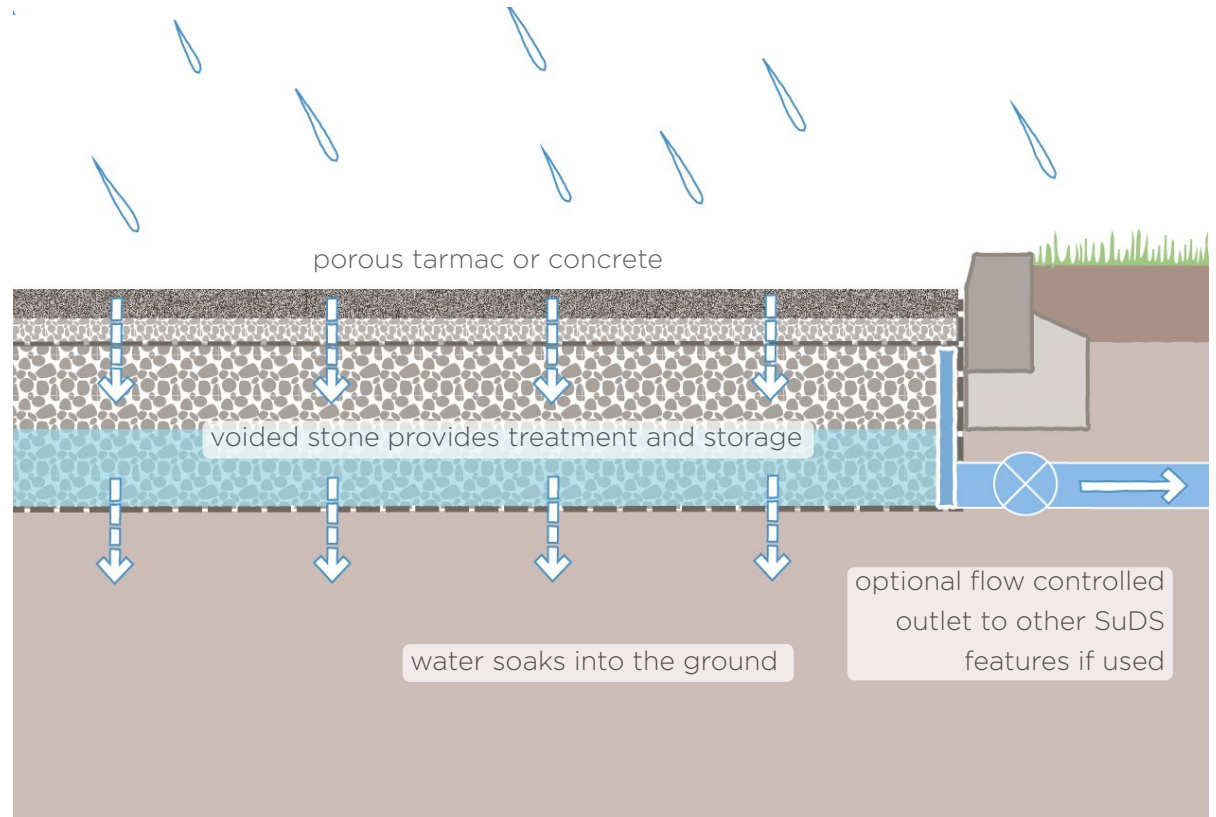 porous tarmac or concrete
voided stone provides treatment and storage
optional flow controlled
outlet to other SuDS
features if used
water soaks into the ground